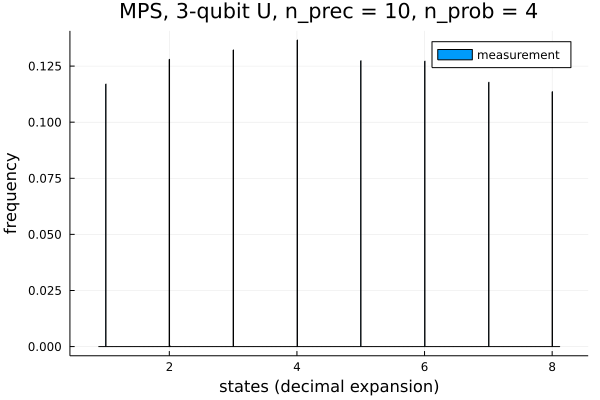 MPS, 3-qubit U, n_prec = 10, n_prob = 4
measurement
frequency
0.125
0.100
0.075
0.050
0.025
0.000
2
4
6
8
states (decimal expansion)